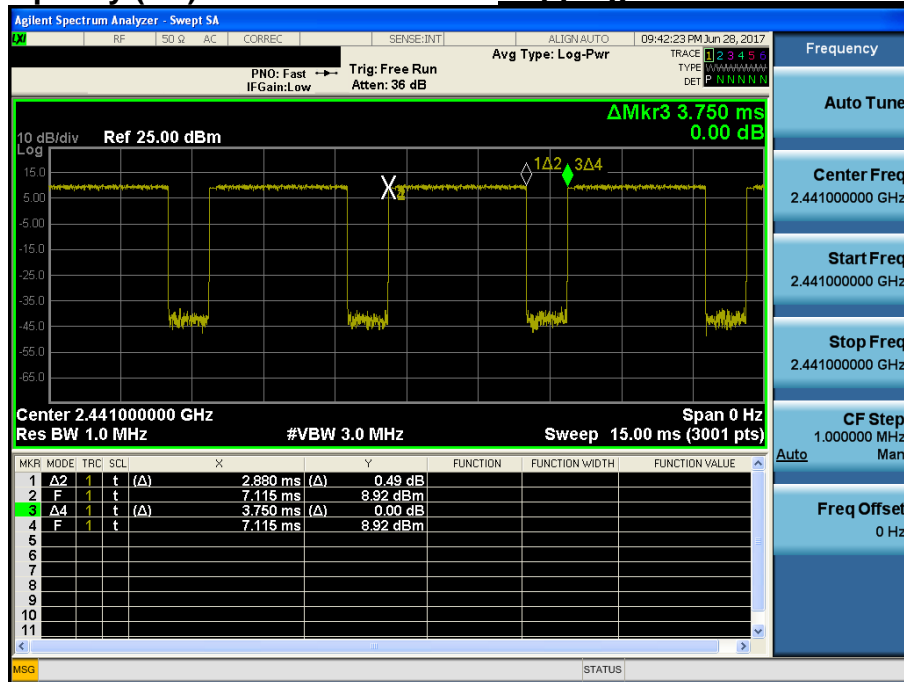 Agilent Spectrum Analyzer - Swept SA
LXI RF 50 Ω AC CORREC SENSE:INT ALIGN AUTO 09:42:23 PM Jun 28, 2017
Avg Type: Log-Pwr TRACE 1 2 3 4 5 6
PNO: Fast Trig: Free Run TYPE WWWWWW
IFGain:Low Atten: 36 dB DET P N N N N N
ΔMkr3 3.750 ms
10 dB/div Ref 25.00 dBm 0.00 dB
Log
15.0
5.00
-5.00
-15.0
-25.0
-35.0
-45.0
-55.0
-65.0
X 2 1Δ2 3Δ4
Center 2.441000000 GHz Span 0 Hz
Res BW 1.0 MHz #VBW 3.0 MHz Sweep 15.00 ms (3001 pts)
MKR MODE TRC SCL X Y FUNCTION FUNCTION WIDTH FUNCTION VALUE
1 Δ2 1 t (Δ) 2.880 ms (Δ) 0.49 dB
2 F 1 t 7.115 ms 8.92 dBm
3 Δ4 1 t (Δ) 3.750 ms (Δ) 0.00 dB
4 F 1 t 7.115 ms 8.92 dBm
5
6
7
8
9
10
11
MSG STATUS
Frequency
Auto Tune
Center Freq
2.441000000 GHz
Start Freq
2.441000000 GHz
Stop Freq
2.441000000 GHz
CF Step
1.000000 MHz
Auto Man
Freq Offset
0 Hz